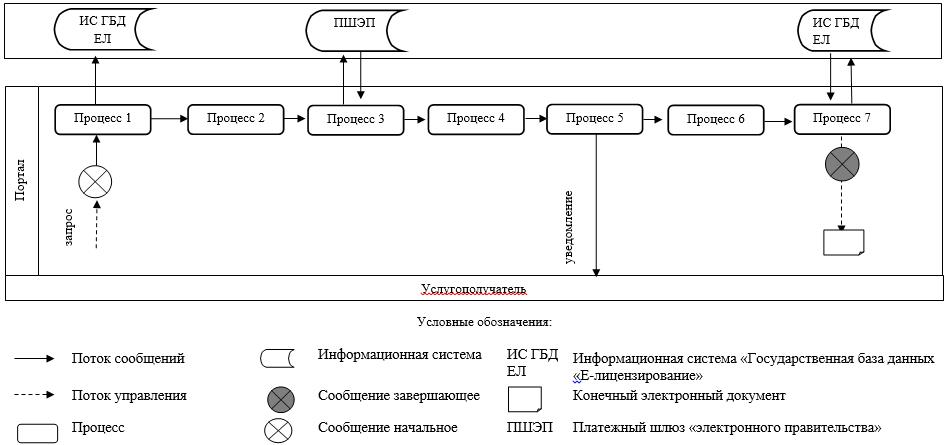 ИС ГБД
ЕЛ
ПШЭП
ИС ГБД
ЕЛ
Портал
Процесс 1
Процесс 2
Процесс 3
Процесс 4
Процесс 5
Процесс 6
Процесс 7
запрос
уведомление
Услугополучатель
Условные обозначения:
Поток сообщений
Информационная система
ИС ГБД
ЕЛ
Информационная система «Государственная база данных
«Е-лицензирование»
Поток управления
Сообщение завершающее
Конечный электронный документ
Процесс
Сообщение начальное
ПШЭП
Платежный шлюз «электронного правительства»